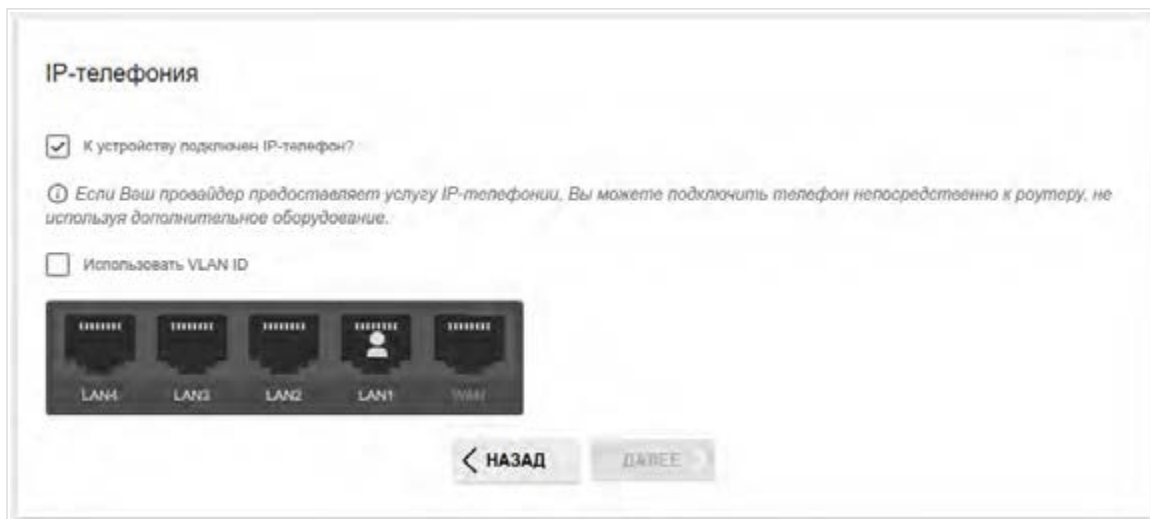 IP-телефония
К устройству подключен IP-телефон?
Если Ваш провайдер предоставляет услугу IP-телефонии, Вы можете подключить телефон непосредственно к роутеру, не
используя дополнительное оборудование.
Использовать VLAN ID
LAN4 LAN3 LAN2 LAN1 WAN
НАЗАД ДАЛЕЕ